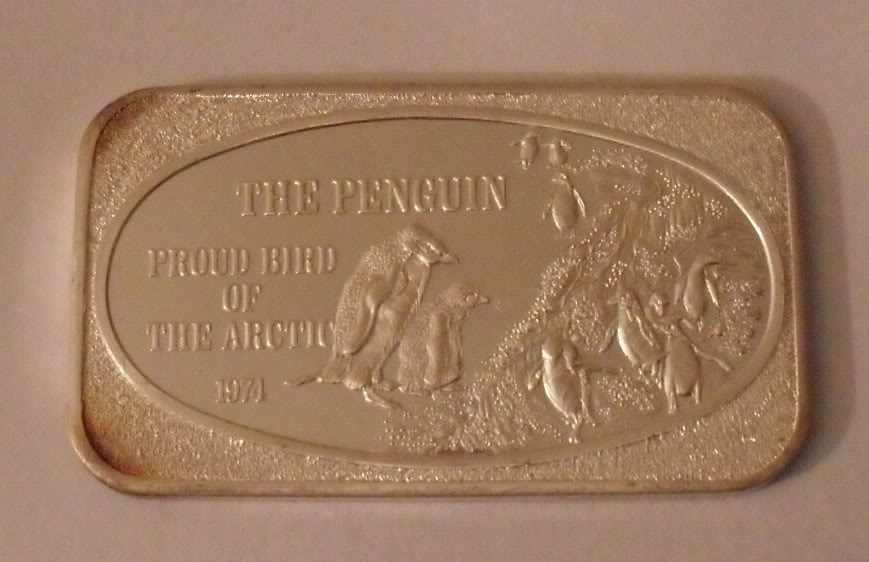 THE PENGUIN
PROUD BIRD
OF
THE ARCTIC
1974